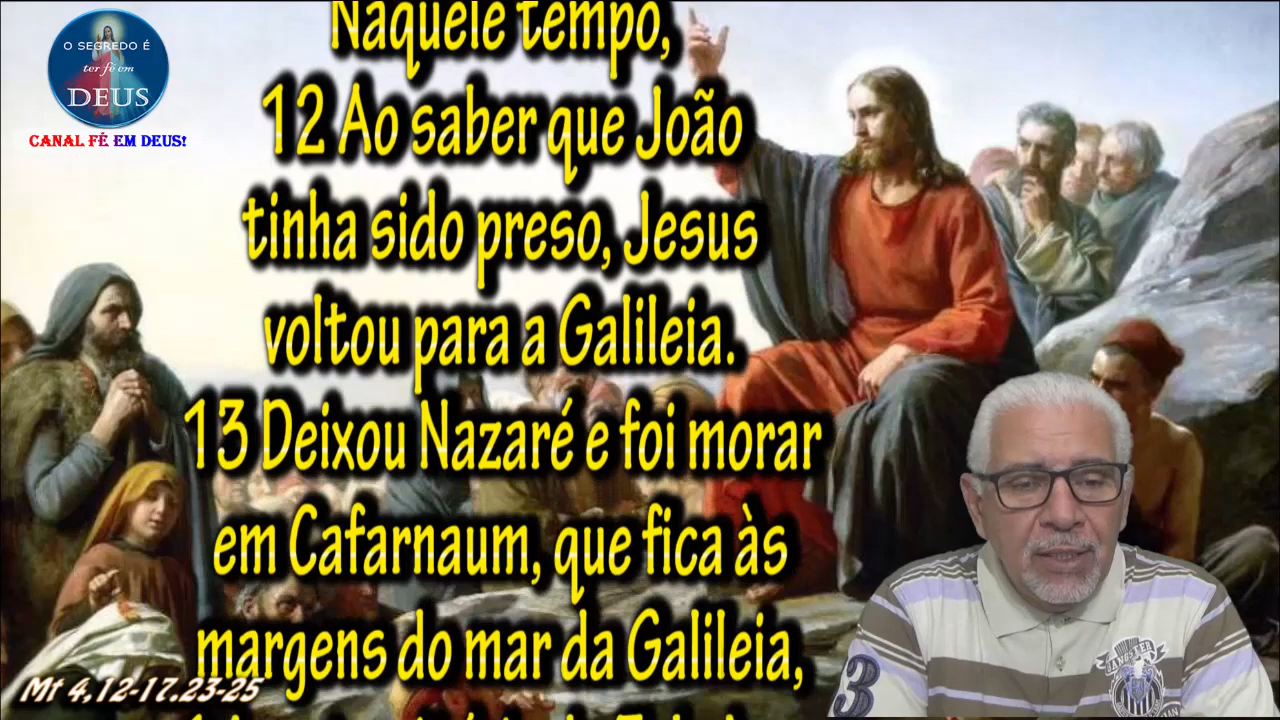 O SEGREDO É
ter fé em
DEUS
CANAL FÉ EM DEUS!
Naquele tempo,
12 Ao saber que João
tinha sido preso, Jesus
voltou para a Galileia.
13 Deixou Nazaré e foi morar
em Cafarnaum, que fica às
margens do mar da Galileia,
Mt 4,12-17.23-25
3